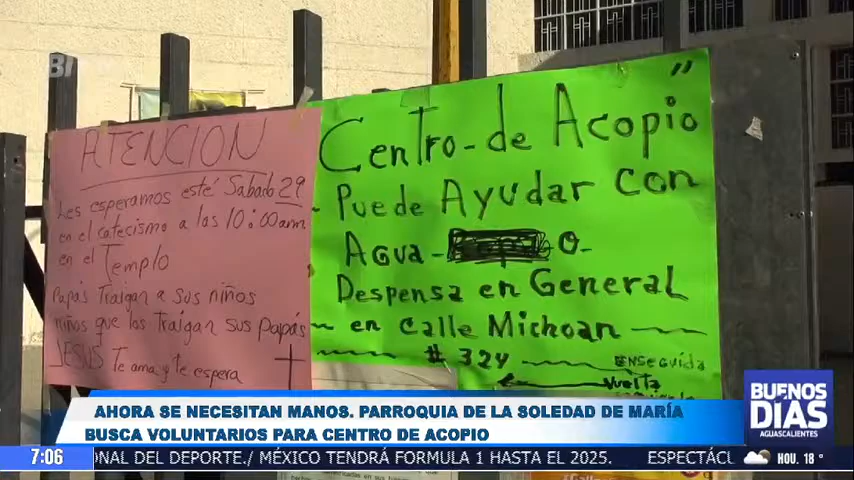 ATENCION
Les esperamos esté Sabado 29
en el catecismo a las 10:00am
en el Templo
Papás Traigan a sus niños
niños que los Traigan sus papás
JESÚS Te ama y te espera
Centro-de Acopio "
Puede Ayudar con
Agua - o-
Despensa en General
en calle Michoan
# 324
ENSEGUIDA
Vuelta
AHORA SE NECESITAN MANOS. PARROQUIA DE LA SOLEDAD DE MARÍA
BUSCA VOLUNTARIOS PARA CENTRO DE ACOPIO
BUENOS
DÍAS
AGUASCALIENTES
7:06
ONAL DEL DEPORTE./ MÉXICO TENDRÁ FORMULA 1 HASTA EL 2025. ESPECTÁCL
HOU. 18 °